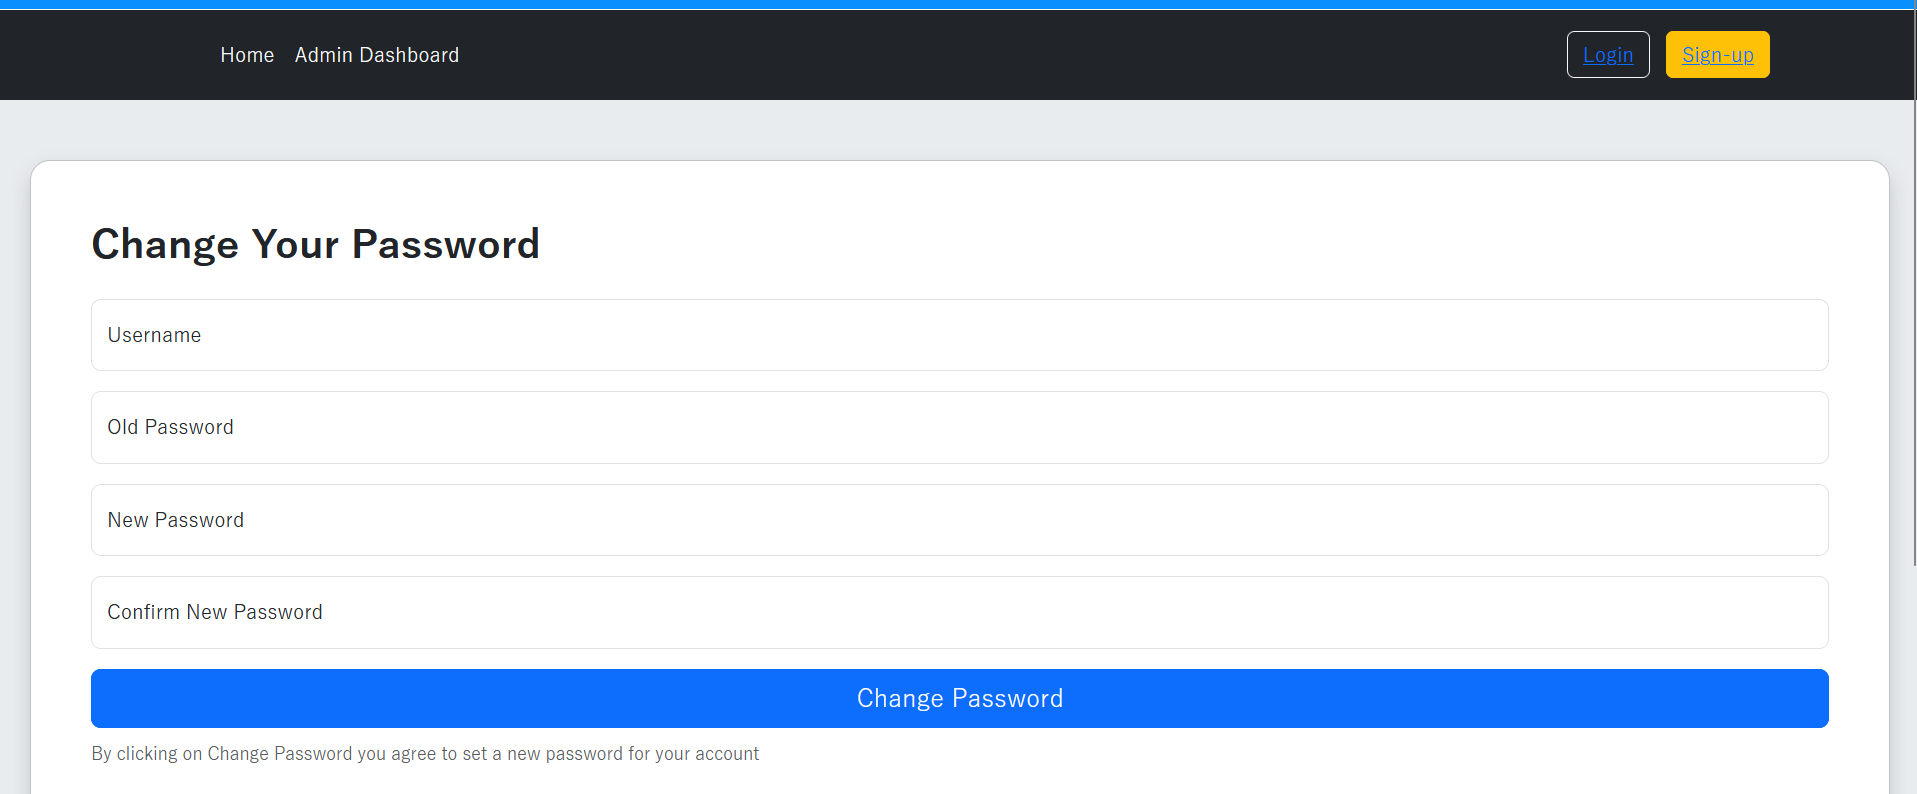 Home Admin Dashboard Login Sign-up
Change Your Password
Username
Old Password
New Password
Confirm New Password
Change Password
By clicking on Change Password you agree to set a new password for your account